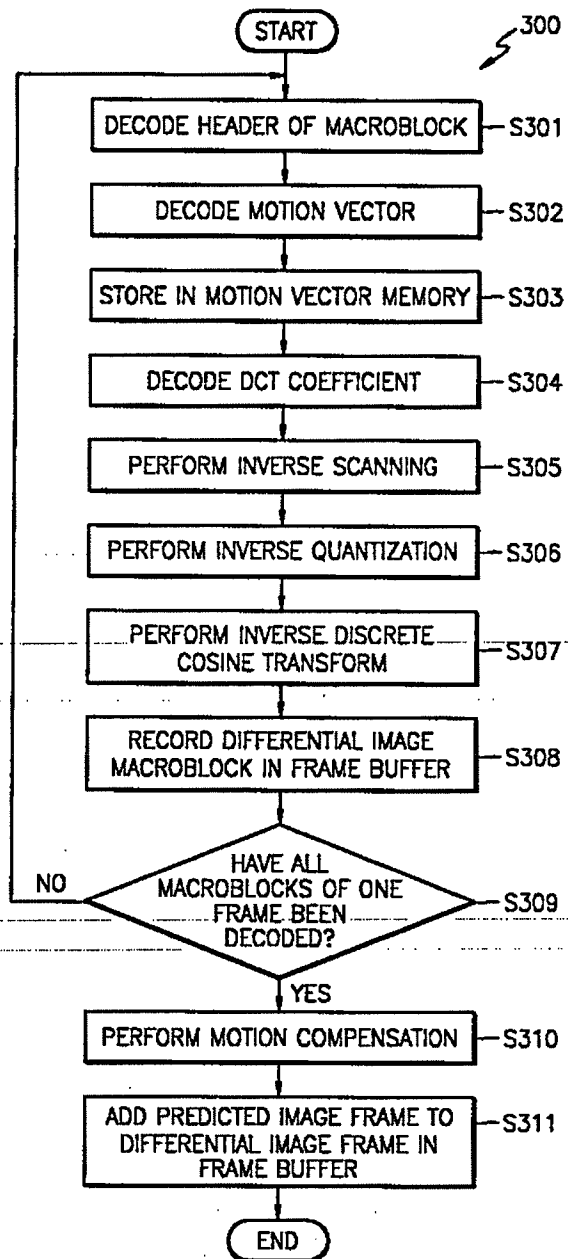 START
300
DECODE HEADER OF MACROBLOCK
S301
DECODE MOTION VECTOR
S302
STORE IN MOTION VECTOR MEMORY
S303
DECODE DCT COEFFICIENT
S304
PERFORM INVERSE SCANNING
S305
PERFORM INVERSE QUANTIZATION
S306
PERFORM INVERSE DISCRETE
COSINE TRANSFORM
S307
RECORD DIFFERENTIAL IMAGE
MACROBLOCK IN FRAME BUFFER
S308
HAVE ALL
MACROBLOCKS OF ONE
FRAME BEEN
DECODED?
S309
NO
YES
PERFORM MOTION COMPENSATION
S310
ADD PREDICTED IMAGE FRAME TO
DIFFERENTIAL IMAGE FRAME IN
FRAME BUFFER
S311
END